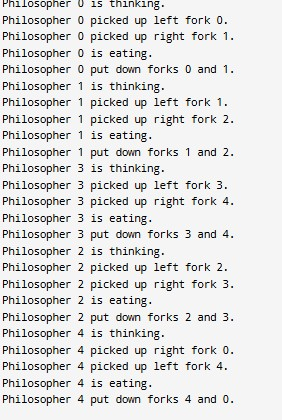 Philosopher 0 is thinking.
Philosopher 0 picked up left fork 0.
Philosopher 0 picked up right fork 1.
Philosopher 0 is eating.
Philosopher 0 put down forks 0 and 1.
Philosopher 1 is thinking.
Philosopher 1 picked up left fork 1.
Philosopher 1 picked up right fork 2.
Philosopher 1 is eating.
Philosopher 1 put down forks 1 and 2.
Philosopher 3 is thinking.
Philosopher 3 picked up left fork 3.
Philosopher 3 picked up right fork 4.
Philosopher 3 is eating.
Philosopher 3 put down forks 3 and 4.
Philosopher 2 is thinking.
Philosopher 2 picked up left fork 2.
Philosopher 2 picked up right fork 3.
Philosopher 2 is eating.
Philosopher 2 put down forks 2 and 3.
Philosopher 4 is thinking.
Philosopher 4 picked up right fork 0.
Philosopher 4 picked up left fork 4.
Philosopher 4 is eating.
Philosopher 4 put down forks 4 and 0.